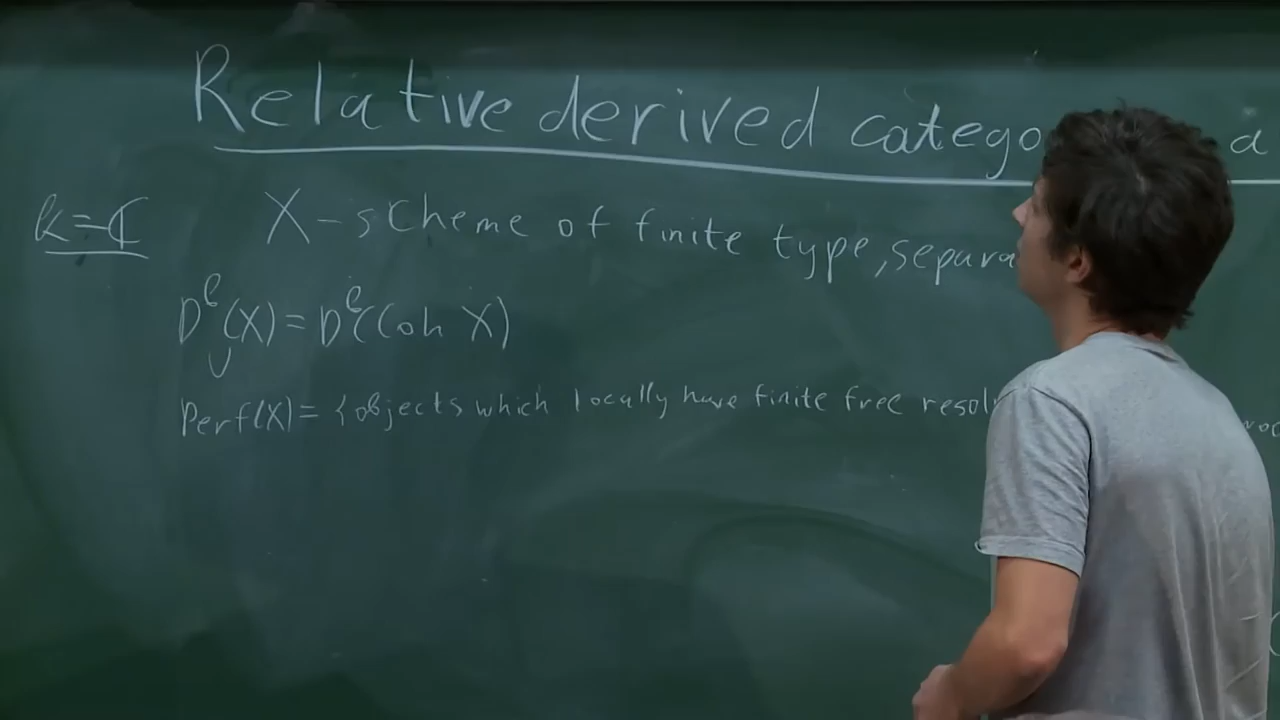 Relative derived catego a
k=ℂ X - scheme of finite type, separa
D^b(X) = D^b(Coh X)
∪
Perf(X) = {objects which locally have finite free resol